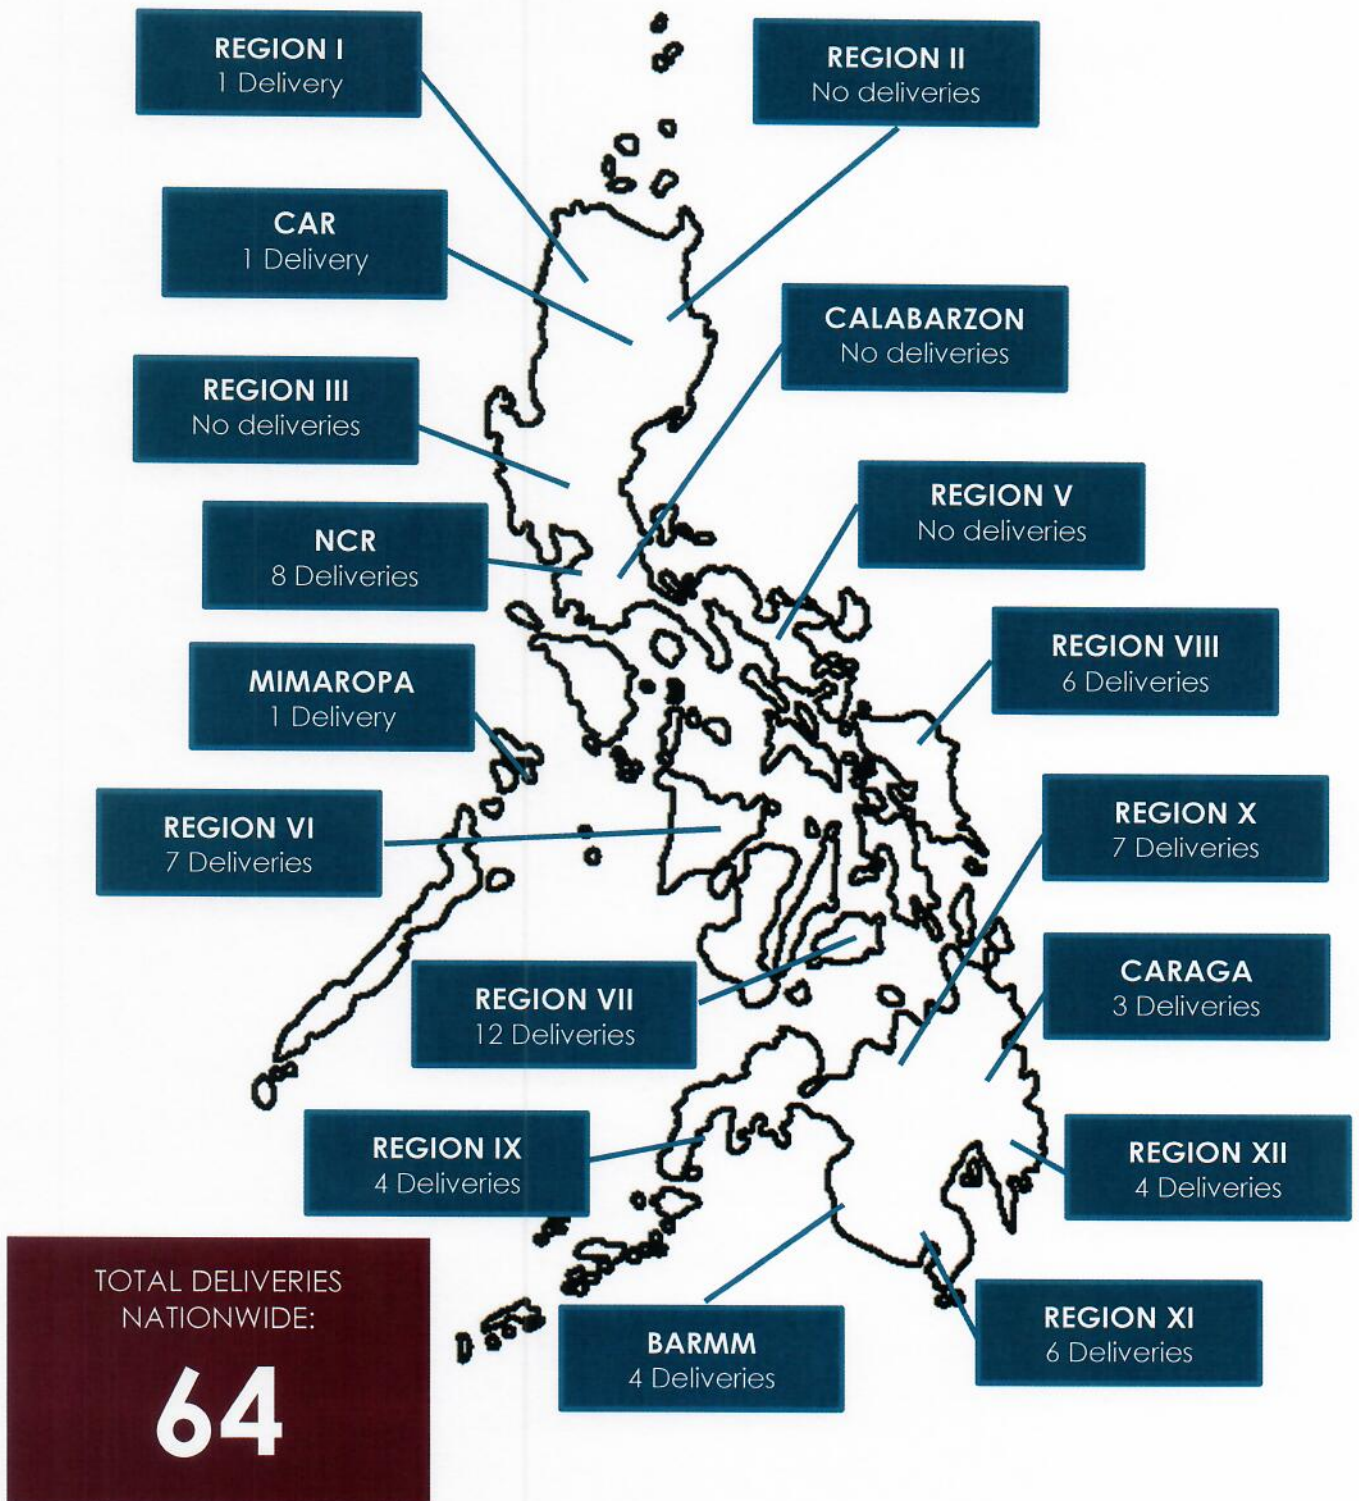 REGION I
1 Delivery
REGION II
No deliveries
CAR
1 Delivery
CALABARZON
No deliveries
REGION III
No deliveries
REGION V
No deliveries
NCR
8 Deliveries
REGION VIII
6 Deliveries
MIMAROPA
1 Delivery
REGION X
7 Deliveries
REGION VI
7 Deliveries
CARAGA
3 Deliveries
REGION VII
12 Deliveries
REGION IX
4 Deliveries
REGION XII
4 Deliveries
TOTAL DELIVERIES
NATIONWIDE:
64
REGION XI
6 Deliveries
BARMM
4 Deliveries